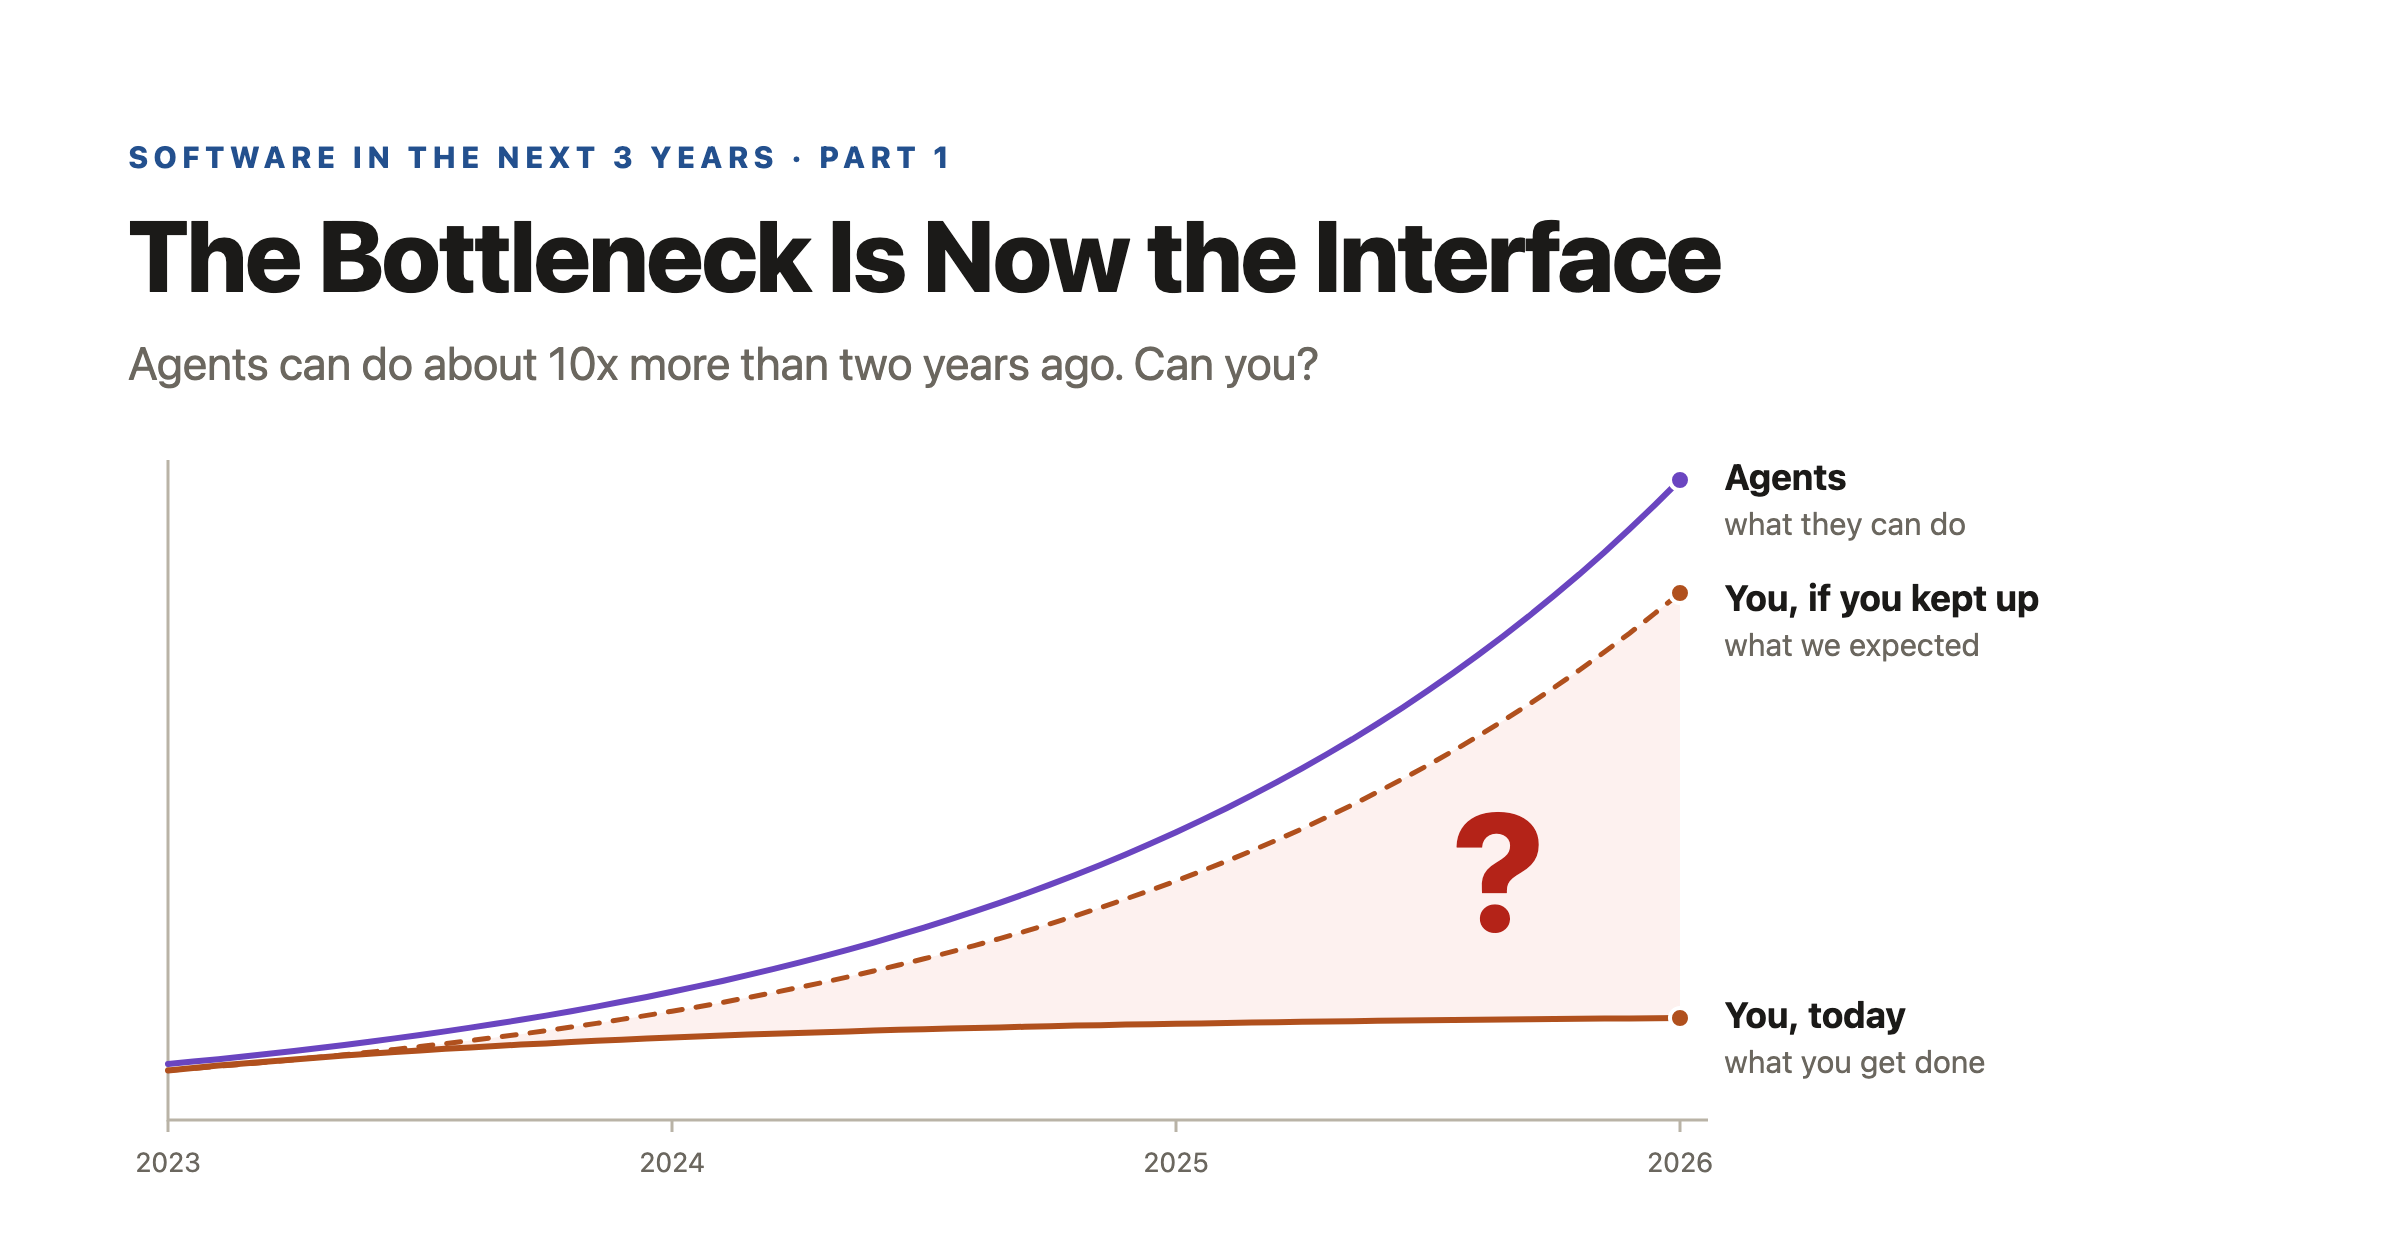 SOFTWARE IN THE NEXT 3 YEARS · PART 1
The Bottleneck Is Now the Interface
Agents can do about 10x more than two years ago. Can you?
Agents
what they can do
You, if you kept up
what we expected
?
You, today
what you get done
2023
2024
2025
2026